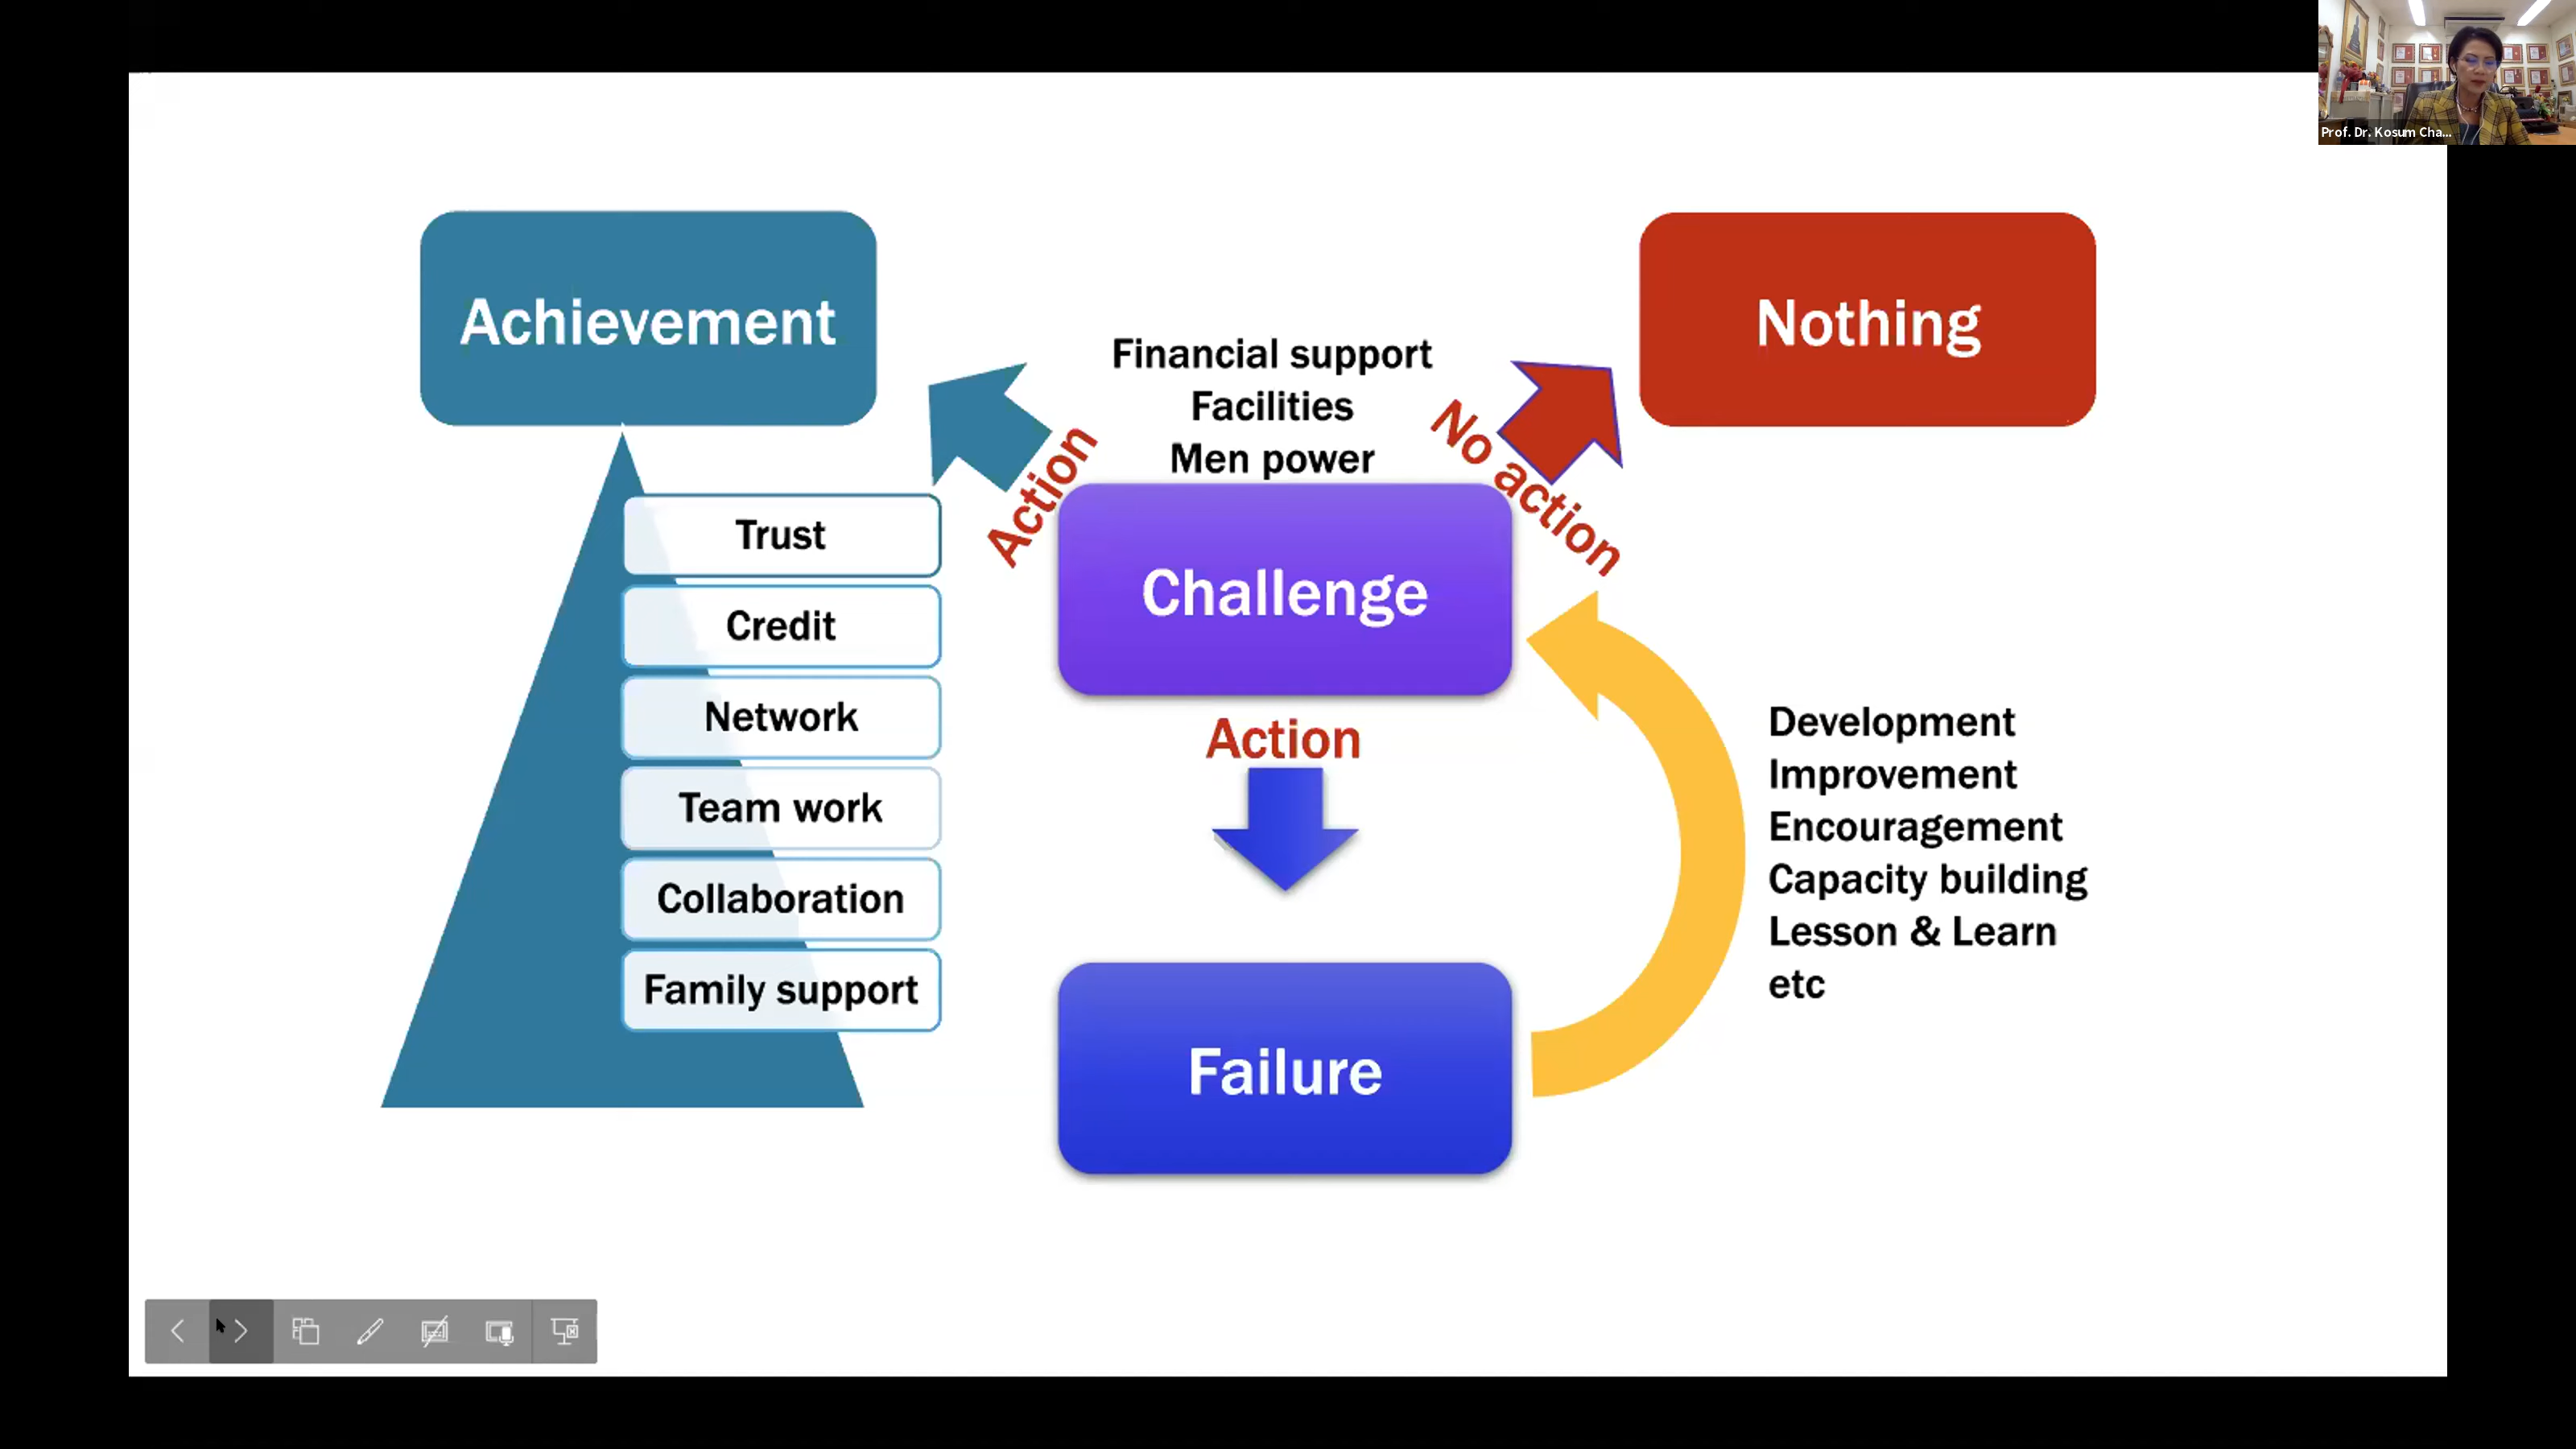 Prof. Dr. Kosum Cha...
Achievement
Nothing
Financial support
Facilities
Men power
Action
No action
Challenge
Trust
Credit
Network
Team work
Collaboration
Family support
Action
Failure
Development
Improvement
Encouragement
Capacity building
Lesson & Learn
etc